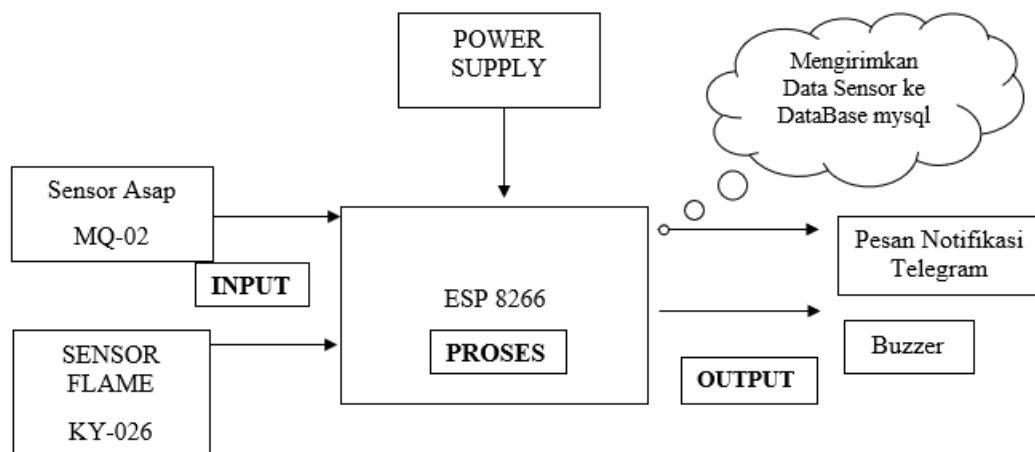 POWER
SUPPLY
Mengirimkan
Data Sensor ke
DataBase mysql
Sensor Asap
MQ-02
INPUT
SENSOR
FLAME
KY-026
ESP 8266
PROSES
Pesan Notifikasi
Telegram
Buzzer
OUTPUT